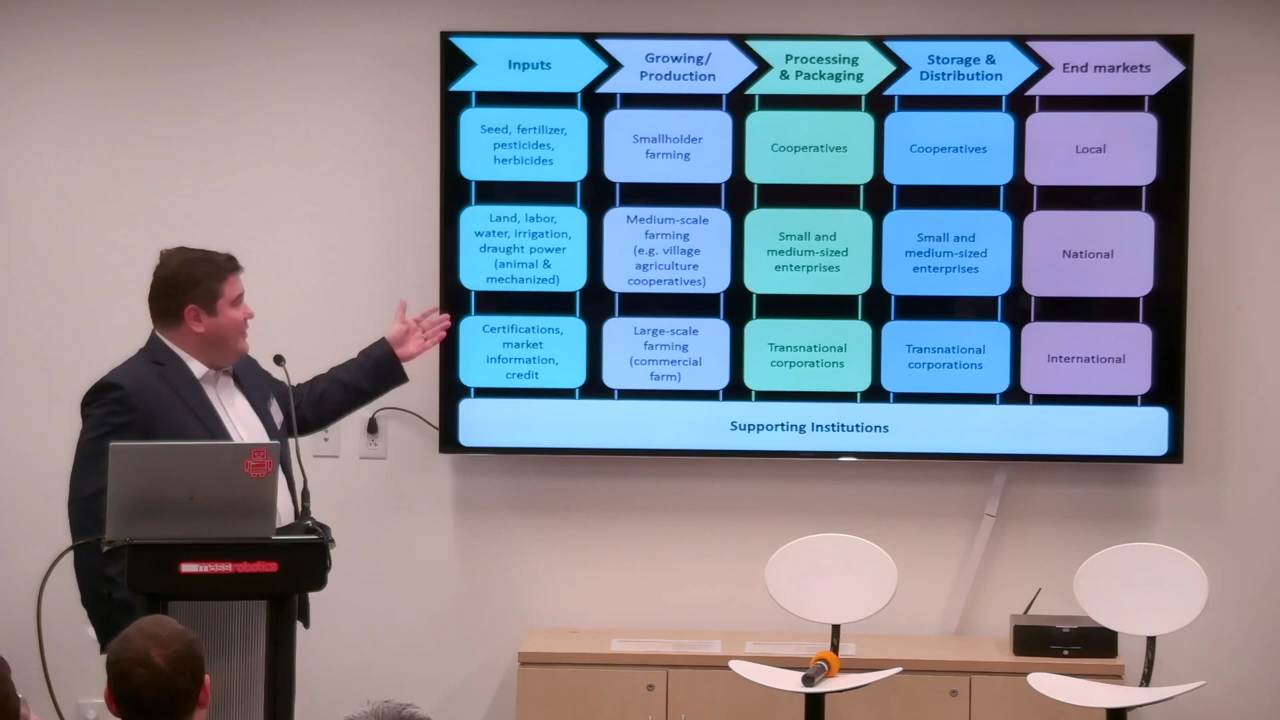 Inputs
Growing/
Production
Processing
& Packaging
Storage &
Distribution
End markets
Seed, fertilizer,
pesticides,
herbicides
Smallholder
farming
Cooperatives
Cooperatives
Local
Land, labor,
water, irrigation,
draught power
(animal &
mechanized)
Medium-scale
farming
(e.g. village
agriculture
cooperatives)
Small and
medium-sized
enterprises
Small and
medium-sized
enterprises
National
Certifications,
market
information,
credit
Large-scale
farming
(commercial
farm)
Transnational
corporations
Transnational
corporations
International
Supporting Institutions
massrobotics